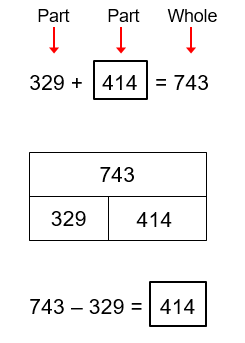 Part Part Whole
329 + 414 = 743
743
329 414
743 – 329 = 414